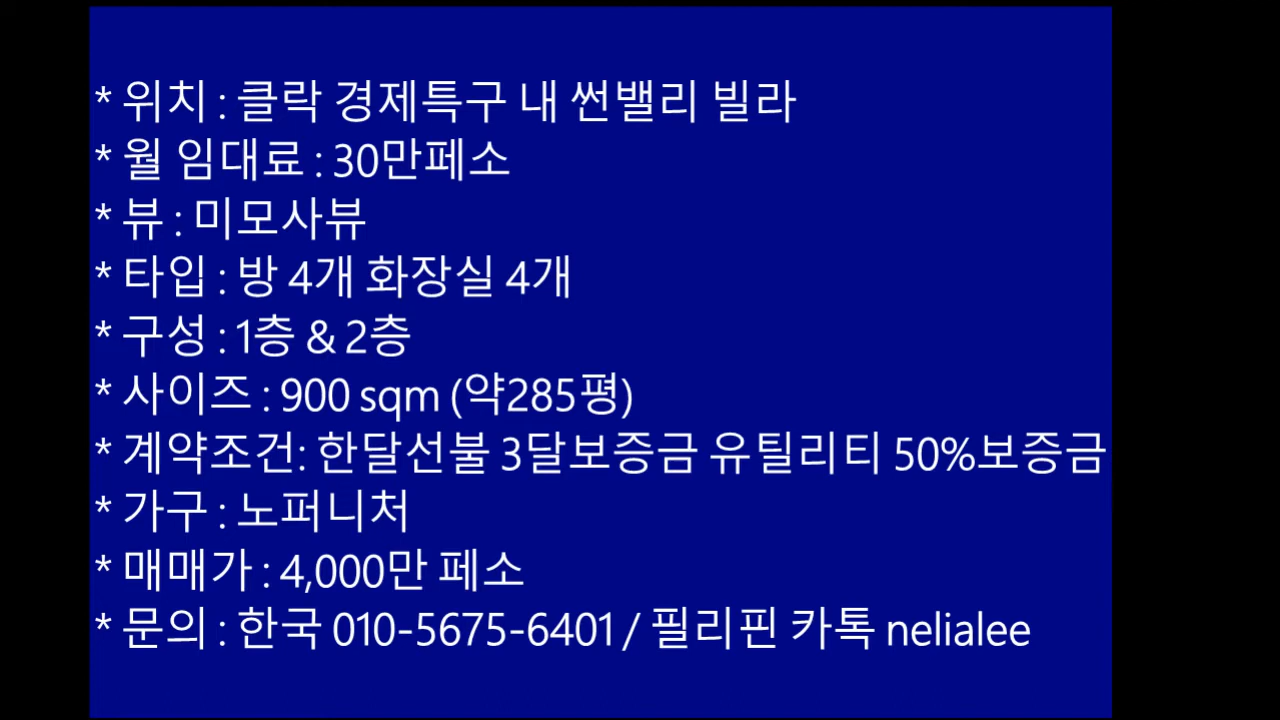 * 위치 : 클락 경제특구 내 썬밸리 빌라
* 월 임대료 : 30만페소
* 뷰 : 미모사뷰
* 타입 : 방 4개 화장실 4개
* 구성 : 1층 & 2층
* 사이즈 : 900 sqm (약285평)
* 계약조건: 한달선불 3달보증금 유틸리티 50%보증금
* 가구 : 노퍼니처
* 매매가 : 4,000만 페소
* 문의 : 한국 010-5675-6401 / 필리핀 카톡 nelialee